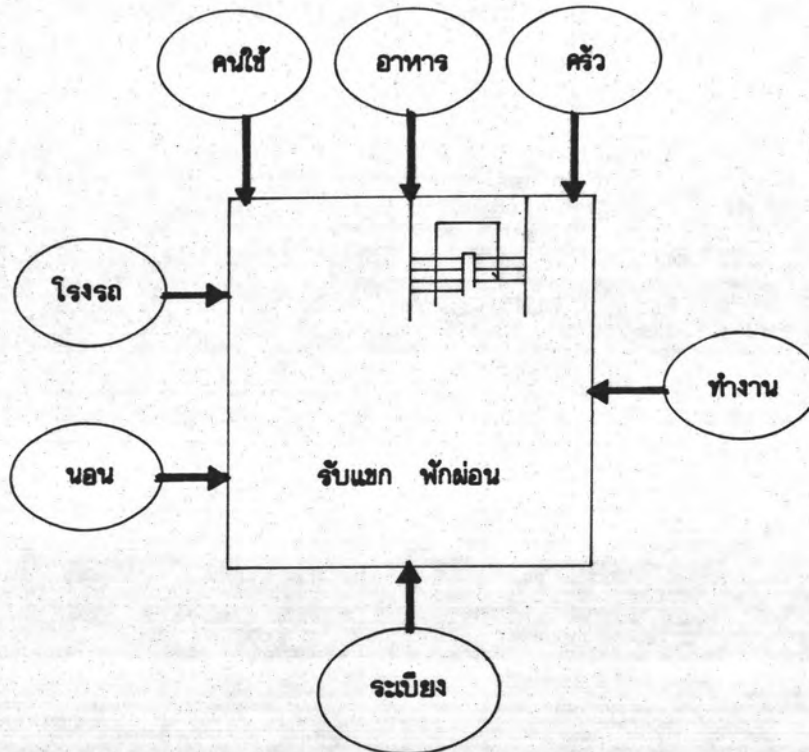 คนใช้ อาหาร ครัว
โรงรถ
ทำงาน
นอน
รับแขก พักผ่อน
ระเบียง